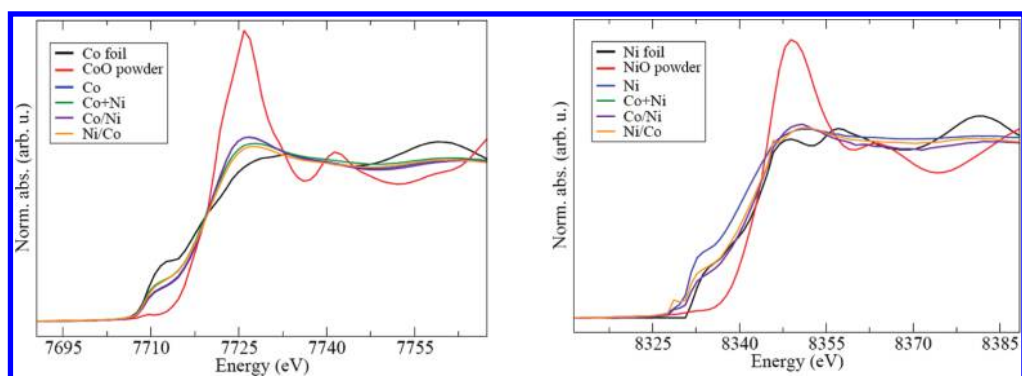 Norm. abs. (arb. u.)
Co foil
CoO powder
Co
Co+Ni
Co/Ni
Ni/Co
7695 7710 7725 7740 7755
Energy (eV)
Norm. abs. (arb. u.)
Ni foil
NiO powder
Ni
Co+Ni
Co/Ni
Ni/Co
8325 8340 8355 8370 8385
Energy (eV)